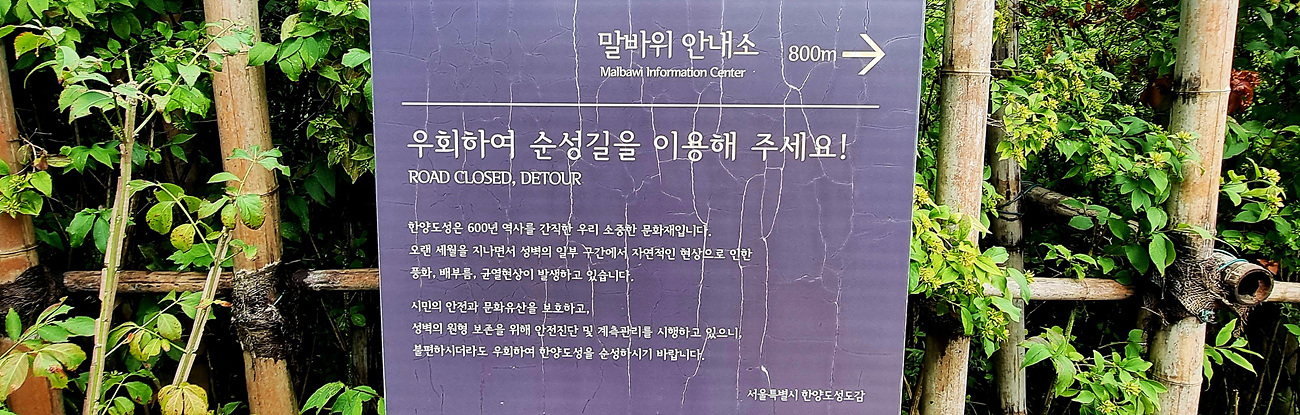 말바위 안내소 800m →
Malbawi Information Center
우회하여 순성길을 이용해 주세요!
ROAD CLOSED, DETOUR
한양도성은 600년 역사를 간직한 우리 소중한 문화재입니다.
오랜 세월을 지나면서 성벽의 일부 구간에서 자연적인 현상으로 인한
풍화, 배부름, 균열현상이 발생하고 있습니다.
시민의 안전과 문화유산을 보호하고,
성벽의 원형 보존을 위해 안전진단 및 계측관리를 시행하고 있으니,
불편하시더라도 우회하여 한양도성을 순성하시기 바랍니다.
서울특별시 한양도성도감